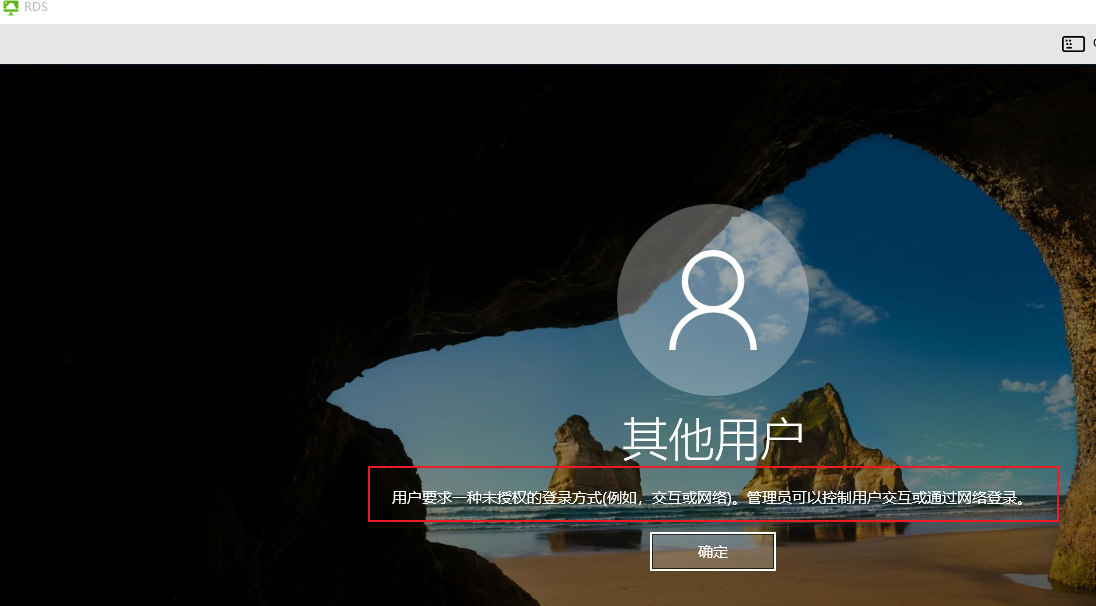 RDS
其他用户
用户要求一种未授权的登录方式(例如，交互或网络)。管理员可以控制用户交互或通过网络登录。
确定